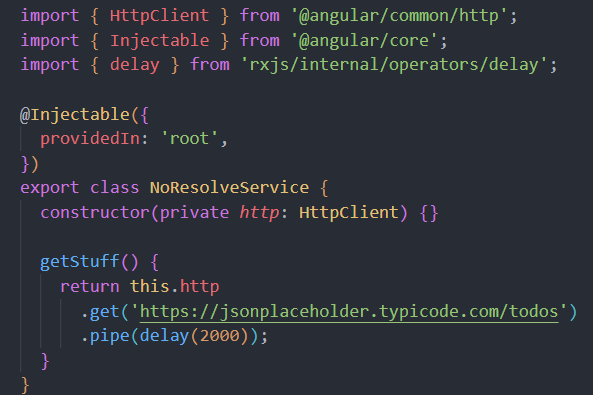 import { HttpClient } from '@angular/common/http';
import { Injectable } from '@angular/core';
import { delay } from 'rxjs/internal/operators/delay';

@Injectable({
  providedIn: 'root',
})
export class NoResolveService {
  constructor(private http: HttpClient) {}

  getStuff() {
    return this.http
      .get('https://jsonplaceholder.typicode.com/todos')
      .pipe(delay(2000));
  }
}